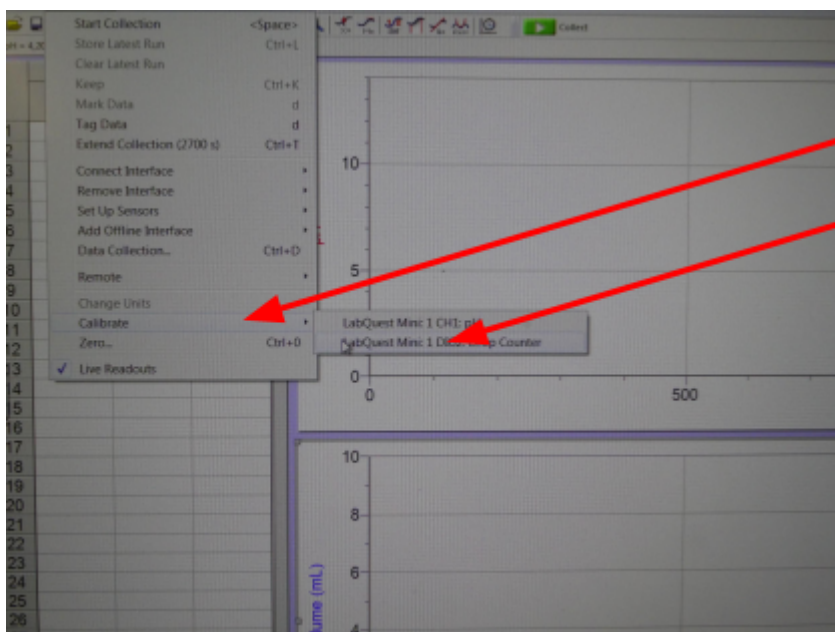 Start Collection <Space>
Store Latest Run Ctrl+L
Clear Latest Run
Keep Ctrl+K
Mark Data d
Tag Data d
Extend Collection (2700 s) Ctrl+T
Connect Interface
Remove Interface
Set Up Sensors
Add Offline Interface
Data Collection... Ctrl+D
Remote
Change Units
Calibrate
Zero... Ctrl+0
✓ Live Readouts
LabQuest Mini: 1 CH1:
LabQuest Mini: 1 Counter
Collect
pH = 4.20
1
2
3
4
5
6
7
8
9
10
11
12
13
14
15
16
17
18
19
20
21
22
23
24
25
26
10
5
0
0 500
10
8
6
4
(mL)